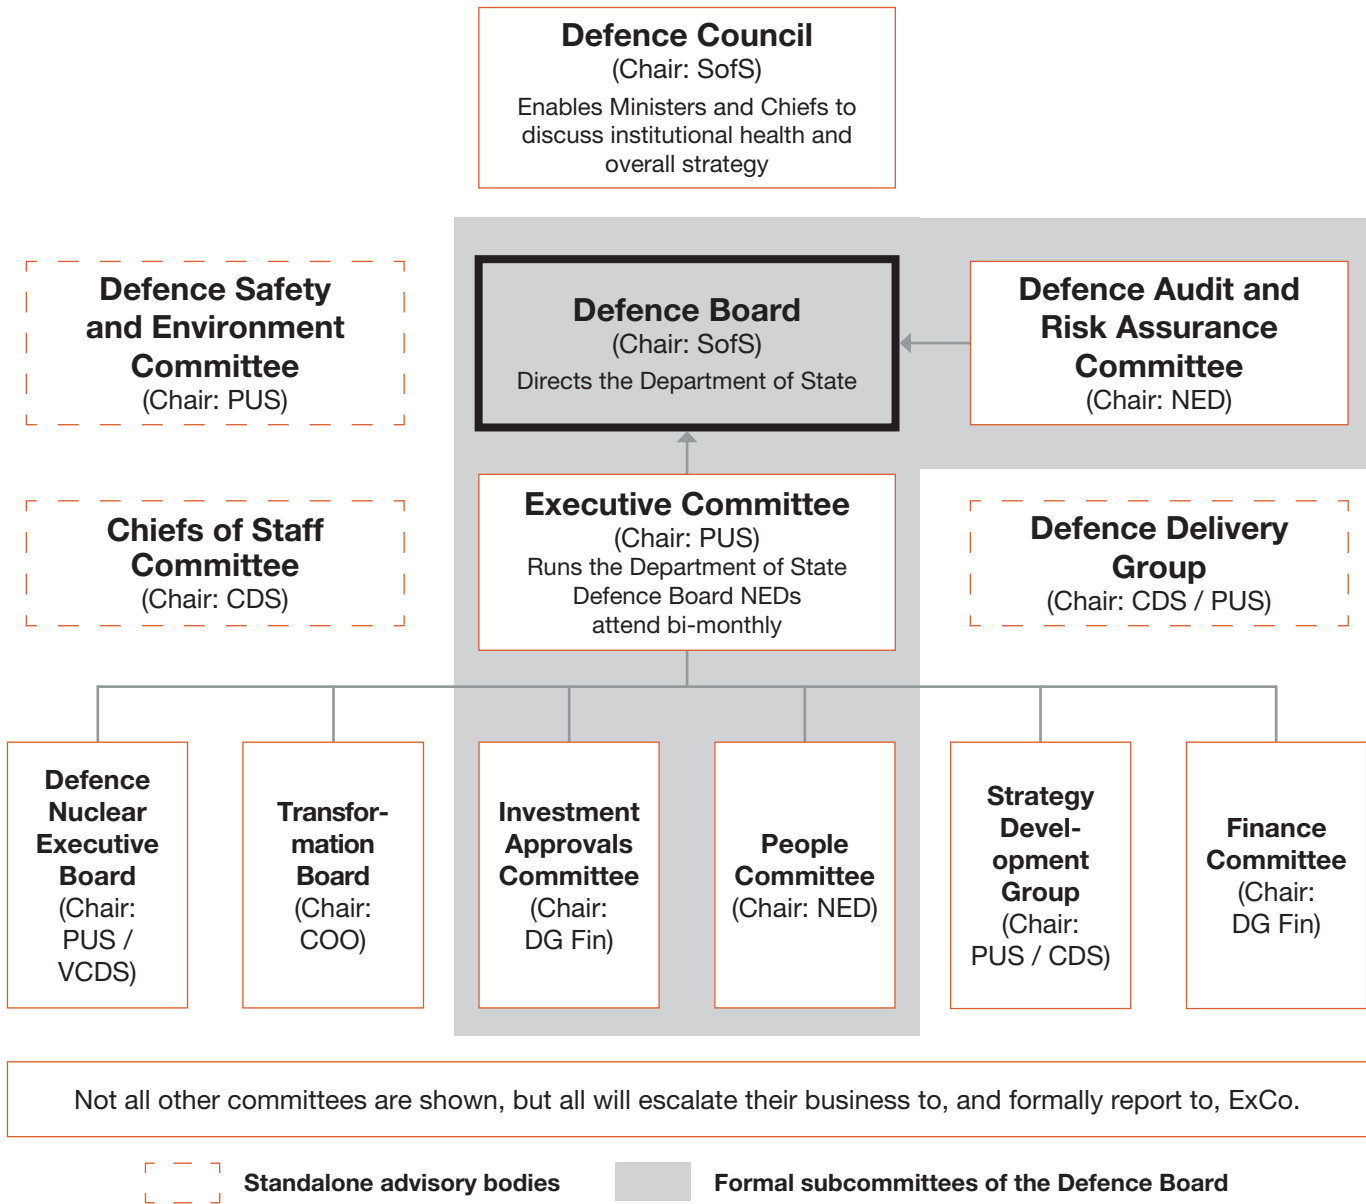 Defence Council
(Chair: SofS)
Enables Ministers and Chiefs to
discuss institutional health and
overall strategy
Defence Safety
and Environment
Committee
(Chair: PUS)
Defence Board
(Chair: SofS)
Directs the Department of State
Defence Audit and
Risk Assurance
Committee
(Chair: NED)
Chiefs of Staff
Committee
(Chair: CDS)
Executive Committee
(Chair: PUS)
Runs the Department of State
Defence Board NEDs
attend bi-monthly
Defence Delivery
Group
(Chair: CDS / PUS)
Defence
Nuclear
Executive
Board
(Chair:
PUS /
VCDS)
Transfor-
mation
Board
(Chair:
COO)
Investment
Approvals
Committee
(Chair:
DG Fin)
People
Committee
(Chair: NED)
Strategy
Devel-
opment
Group
(Chair:
PUS / CDS)
Finance
Committee
(Chair:
DG Fin)
Not all other committees are shown, but all will escalate their business to, and formally report to, ExCo.
Standalone advisory bodies
Formal subcommittees of the Defence Board